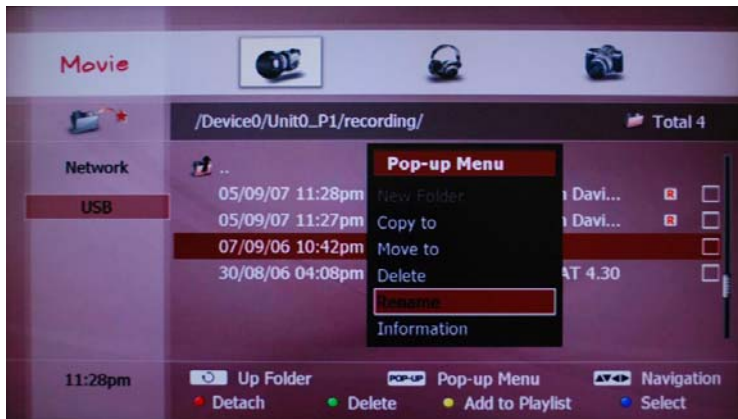 Movie
/Device0/Unit0_P1/recording/ Total 4
Network
USB
..
05/09/07 11:28pm Davi... R
05/09/07 11:27pm Davi... R
07/09/06 10:42pm
30/08/06 04:08pm AT 4.30
Pop-up Menu
New Folder
Copy to
Move to
Delete
Rename
Information
11:28pm
Up Folder POP-UP Pop-up Menu Navigation
Detach Delete Add to Playlist Select